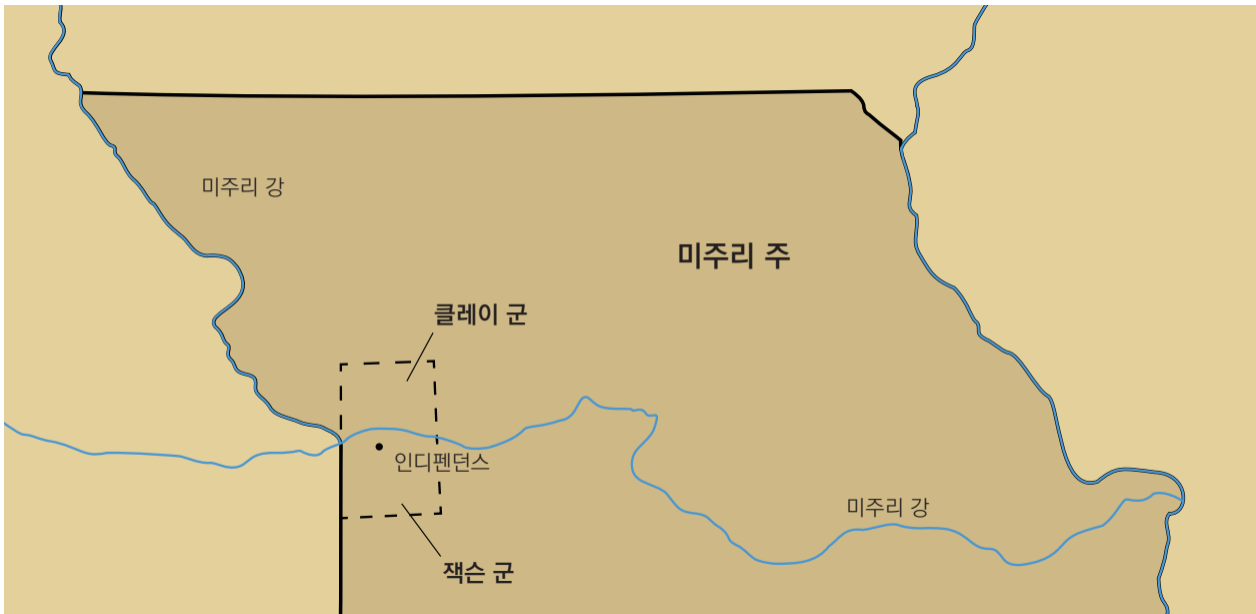 미주리 강
미주리 주
클레이 군
인디펜던스
미주리 강
잭슨 군